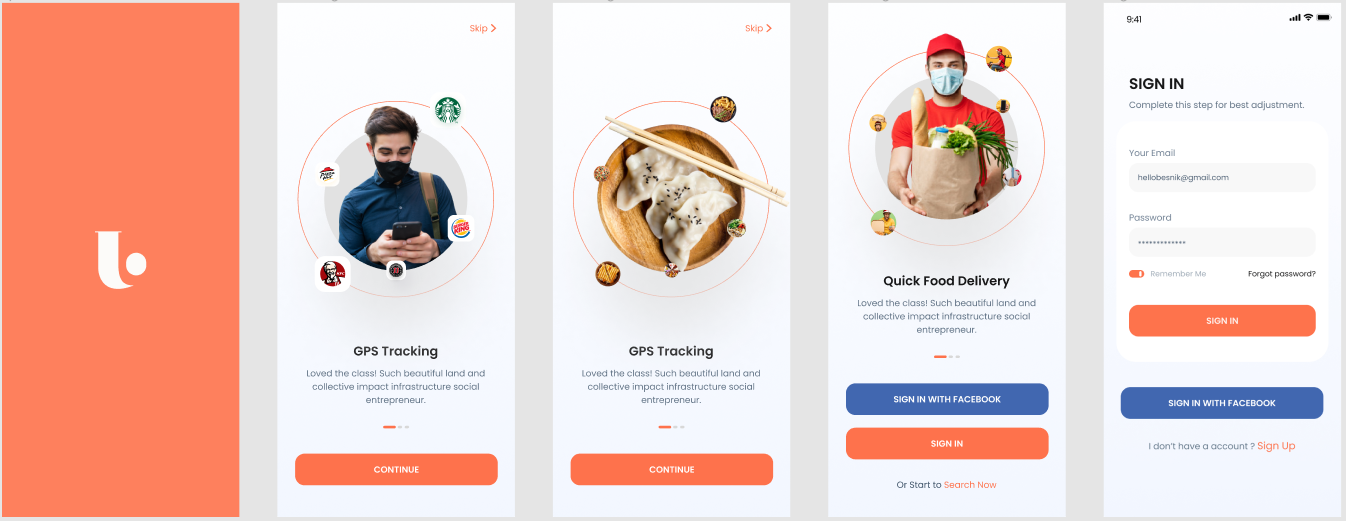 Skip
GPS Tracking
Loved the class! Such beautiful land and
collective impact infrastructure social
entrepreneur.
CONTINUE
Skip
GPS Tracking
Loved the class! Such beautiful land and
collective impact infrastructure social
entrepreneur.
CONTINUE
Quick Food Delivery
Loved the class! Such beautiful land and
collective impact infrastructure social
entrepreneur.
SIGN IN WITH FACEBOOK
SIGN IN
Or Start to Search Now
9:41
SIGN IN
Complete this step for best adjustment.
Your Email
hellobesnik@gmail.com
Password
Remember Me
Forgot password?
SIGN IN
SIGN IN WITH FACEBOOK
I don't have a account ? Sign Up